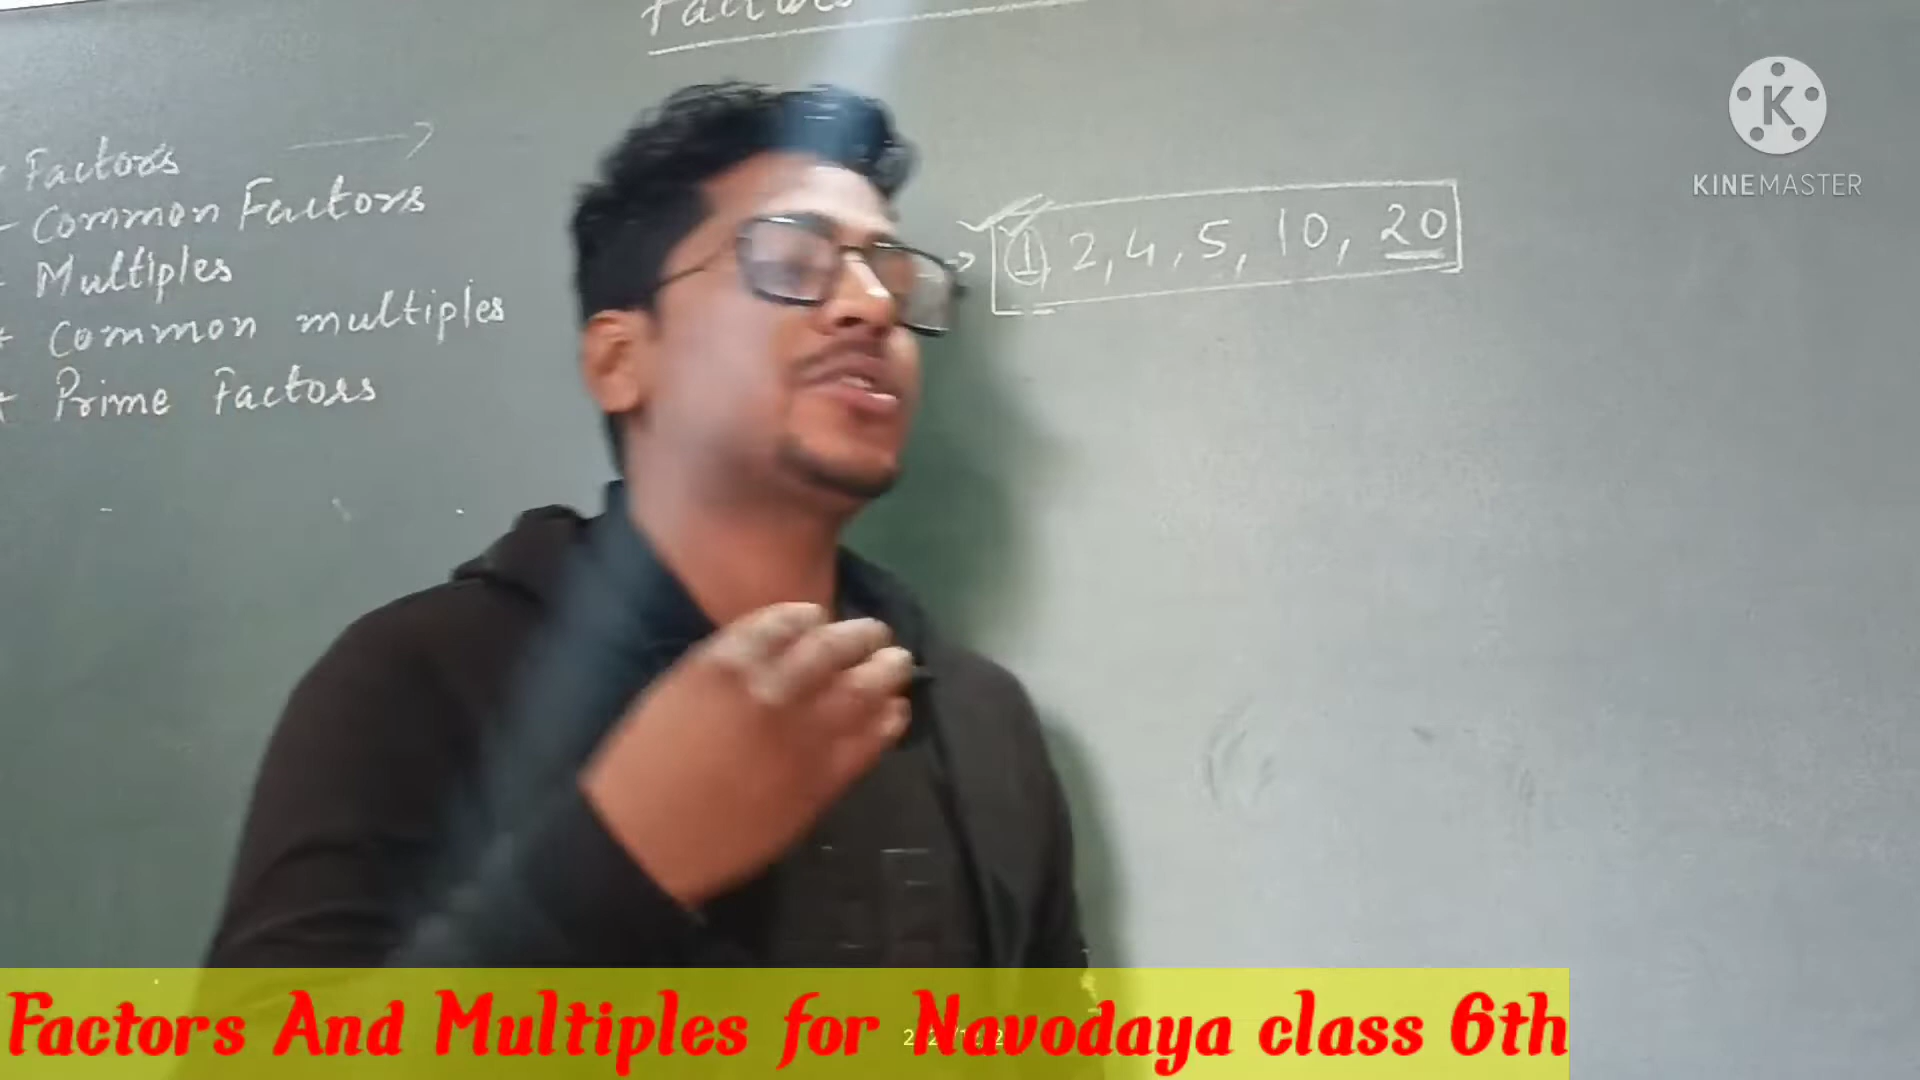 Factors
Factors
Common Factors
Multiples
Common multiples
Prime Factors
1, 2, 4, 5, 10, 20
K
KINEMASTER
Factors And Multiples for Navodaya class 6th